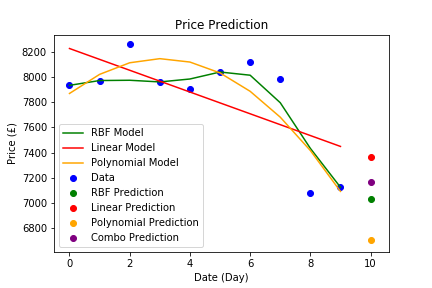 Price Prediction
Price (£)
8200
8000
7800
7600
7400
7200
7000
6800
RBF Model
Linear Model
Polynomial Model
Data
RBF Prediction
Linear Prediction
Polynomial Prediction
Combo Prediction
0 2 4 6 8 10
Date (Day)